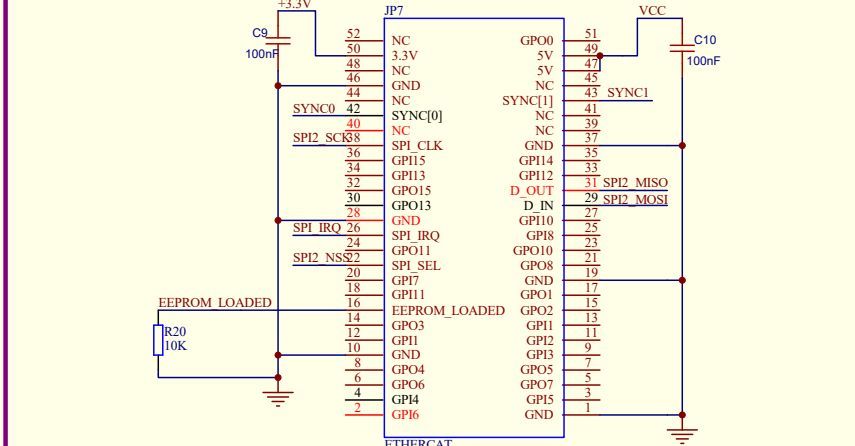 +3.3V
JP7
VCC
C9
100nF
C10
100nF
52 NC GPO0 51
50 3.3V 5V 49
48 NC 5V 47
46 GND NC 45
44 NC SYNC[1] 43 SYNC1
SYNC0 42 SYNC[0] NC 41
40 NC NC 39
SPI2_SCK 38 SPI_CLK GND 37
36 GPI15 GPI14 35
34 GPI13 GPI12 33
32 GPO15 D_OUT 31 SPI2_MISO
30 GPO13 D_IN 29 SPI2_MOSI
28 GND GPI10 27
SPI_IRQ 26 SPI_IRQ GPI8 25
24 GPO11 GPO10 23
SPI2_NSS 22 SPI_SEL GPO8 21
20 GPI7 GND 19
18 GPI11 GPO1 17
EEPROM_LOADED 16 EEPROM_LOADED GPO2 15
14 GPO3 GPI1 13
12 GPI1 GPI2 11
10 GND GPI3 9
8 GPO4 GPO5 7
6 GPO6 GPO7 5
4 GPI4 GPI5 3
2 GPI6 GND 1
R20
10K
ETHERCAT